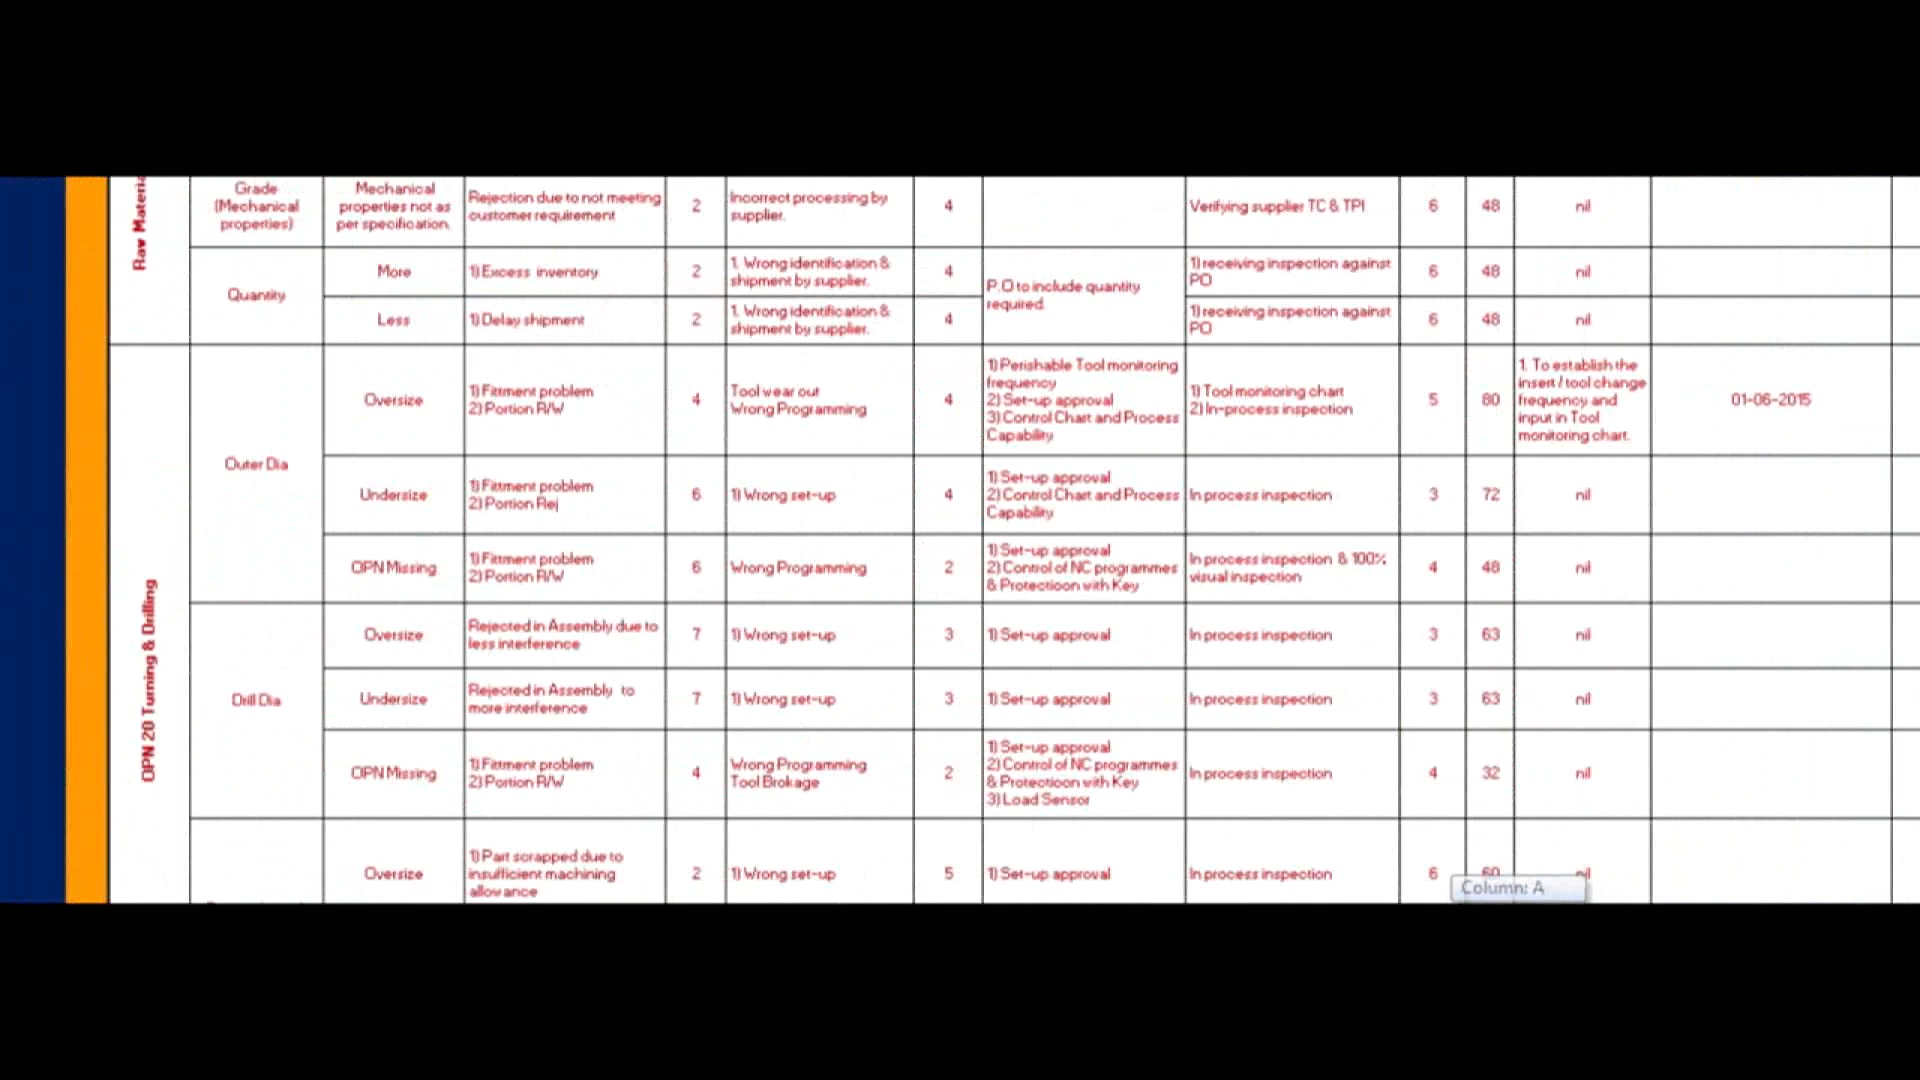 Raw Materia
Grade
(Mechanical
properties)
Mechanical
properties not as
per specification.
Rejection due to not meeting
customer requirement
2
Incorrect processing by
supplier.
4
Verifying supplier TC & TPI
6
48
nil
Quantity
More
1) Excess inventory
2
1. Wrong identification &
shipment by supplier.
4
P.O to include quantity
required.
1) receiving inspection against
PO
6
48
nil
Less
1) Delay shipment
2
1. Wrong identification &
shipment by supplier.
4
1) receiving inspection against
PO
6
48
nil
OPN 20 Turning & Drilling
Outer Dia
Oversize
1) Fittment problem
2) Portion R/W
4
Tool wear out
Wrong Programming
4
1) Perishable Tool monitoring
frequency
2) Set-up approval
3) Control Chart and Process
Capability
1) Tool monitoring chart
2) In-process inspection
5
80
1. To establish the
insert / tool change
frequency and
input in Tool
monitoring chart.
01-06-2015
Undersize
1) Fittment problem
2) Portion Rej
6
1) Wrong set-up
4
1) Set-up approval
2) Control Chart and Process
Capability
In process inspection
3
72
nil
OPN Missing
1) Fittment problem
2) Portion R/W
6
Wrong Programming
2
1) Set-up approval
2) Control of NC programmes
& Protectioon with Key
In process inspection & 100%
visual inspection
4
48
nil
Drill Dia
Oversize
Rejected in Assembly due to
less interference
7
1) Wrong set-up
3
1) Set-up approval
In process inspection
3
63
nil
Undersize
Rejected in Assembly to
more interference
7
1) Wrong set-up
3
1) Set-up approval
In process inspection
3
63
nil
OPN Missing
1) Fittment problem
2) Portion R/W
4
Wrong Programming
Tool Brokage
2
1) Set-up approval
2) Control of NC programmes
& Protectioon with Key
3) Load Sensor
In process inspection
4
32
nil
Oversize
1) Part scrapped due to
insufficient machining
allowance
2
1) Wrong set-up
5
1) Set-up approval
In process inspection
6
60
nil
Column: A